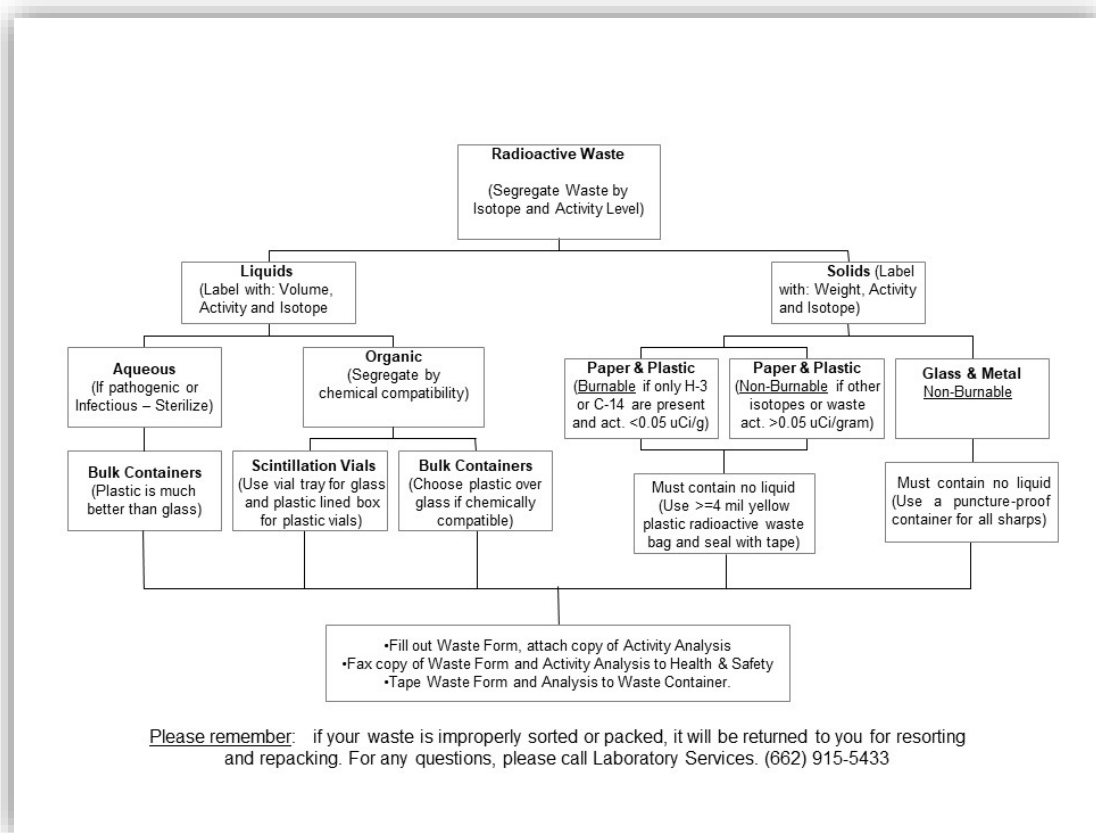 Radioactive Waste
(Segregate Waste by
Isotope and Activity Level)
Liquids
(Label with: Volume,
Activity and Isotope
Solids (Label
with: Weight, Activity
and Isotope)
Aqueous
(If pathogenic or
Infectious – Sterilize)
Organic
(Segregate by
chemical compatibility)
Paper & Plastic
(Burnable if only H-3
or C-14 are present
and act. <0.05 uCi/g)
Paper & Plastic
(Non-Burnable if other
isotopes or waste
act. >0.05 uCi/gram)
Glass & Metal
Non-Burnable
Bulk Containers
(Plastic is much
better than glass)
Scintillation Vials
(Use vial tray for glass
and plastic lined box
for plastic vials)
Bulk Containers
(Choose plastic over
glass if chemically
compatible)
Must contain no liquid
(Use >=4 mil yellow
plastic radioactive waste
bag and seal with tape)
Must contain no liquid
(Use a puncture-proof
container for all sharps)
•Fill out Waste Form, attach copy of Activity Analysis
•Fax copy of Waste Form and Activity Analysis to Health & Safety
•Tape Waste Form and Analysis to Waste Container.
Please remember: if your waste is improperly sorted or packed, it will be returned to you for resorting
and repacking. For any questions, please call Laboratory Services. (662) 915-5433